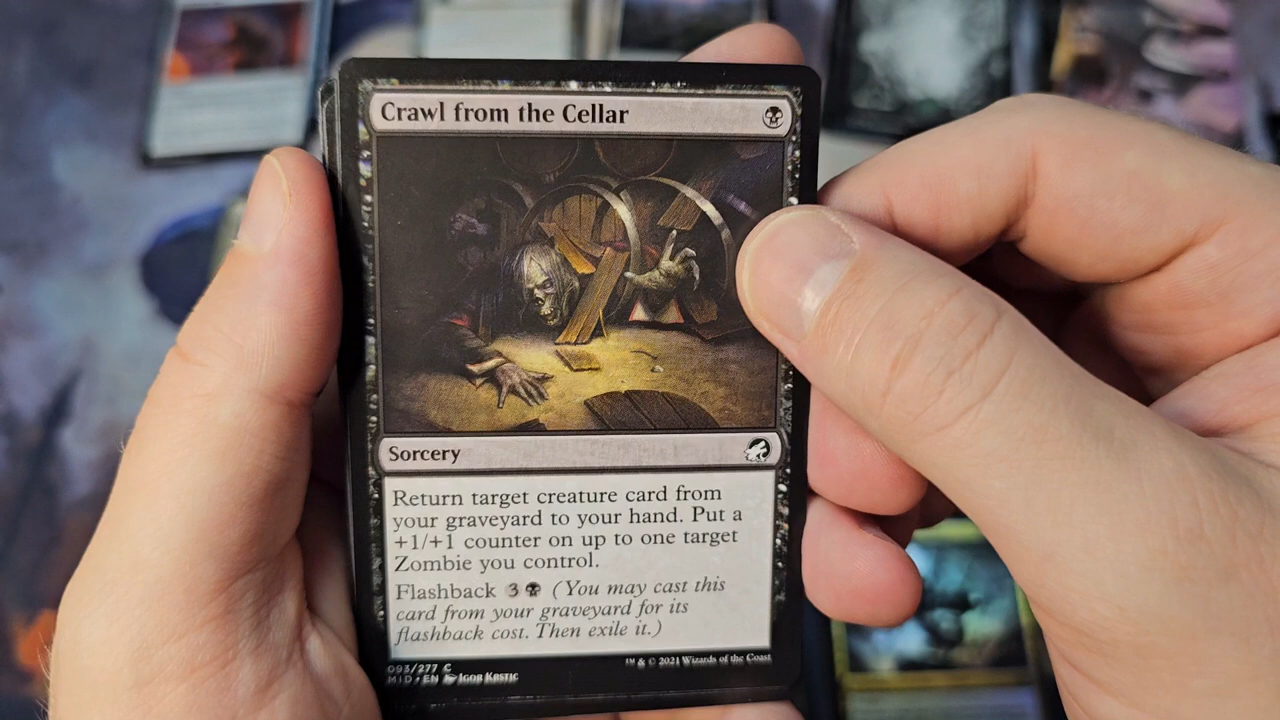 Crawl from the Cellar
Sorcery
Return target creature card from
your graveyard to your hand. Put a
+1/+1 counter on up to one target
Zombie you control.
Flashback 3 (You may cast this
card from your graveyard for its
flashback cost. Then exile it.)
093/277 C
MID • EN IGOR KRSTIC
™ & © 2021 Wizards of the Coast